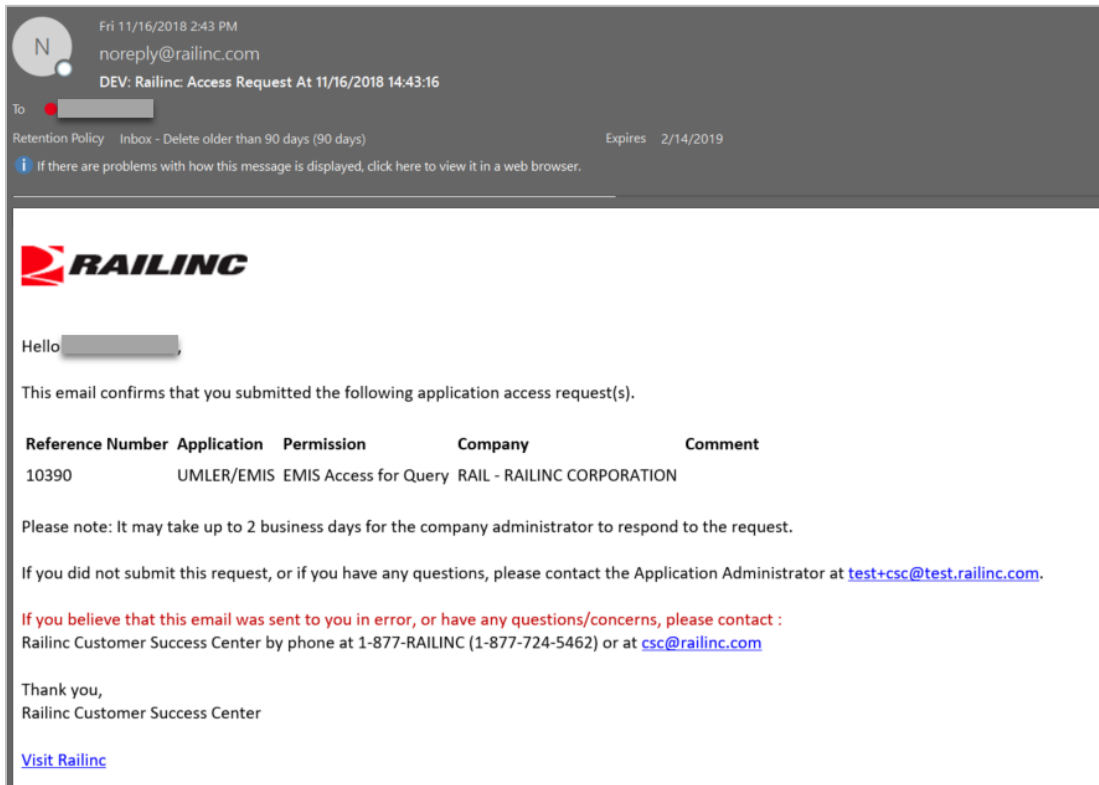 N
Fri 11/16/2018 2:43 PM
noreply@railinc.com
DEV: Railinc: Access Request At 11/16/2018 14:43:16
To
Retention Policy Inbox - Delete older than 90 days (90 days) Expires 2/14/2019
i If there are problems with how this message is displayed, click here to view it in a web browser.
RAILINC
Hello ,
This email confirms that you submitted the following application access request(s).
Reference Number Application Permission Company Comment
10390 UMLER/EMIS EMIS Access for Query RAIL - RAILINC CORPORATION
Please note: It may take up to 2 business days for the company administrator to respond to the request.
If you did not submit this request, or if you have any questions, please contact the Application Administrator at test+csc@test.railinc.com.
If you believe that this email was sent to you in error, or have any questions/concerns, please contact :
Railinc Customer Success Center by phone at 1-877-RAILINC (1-877-724-5462) or at csc@railinc.com
Thank you,
Railinc Customer Success Center
Visit Railinc